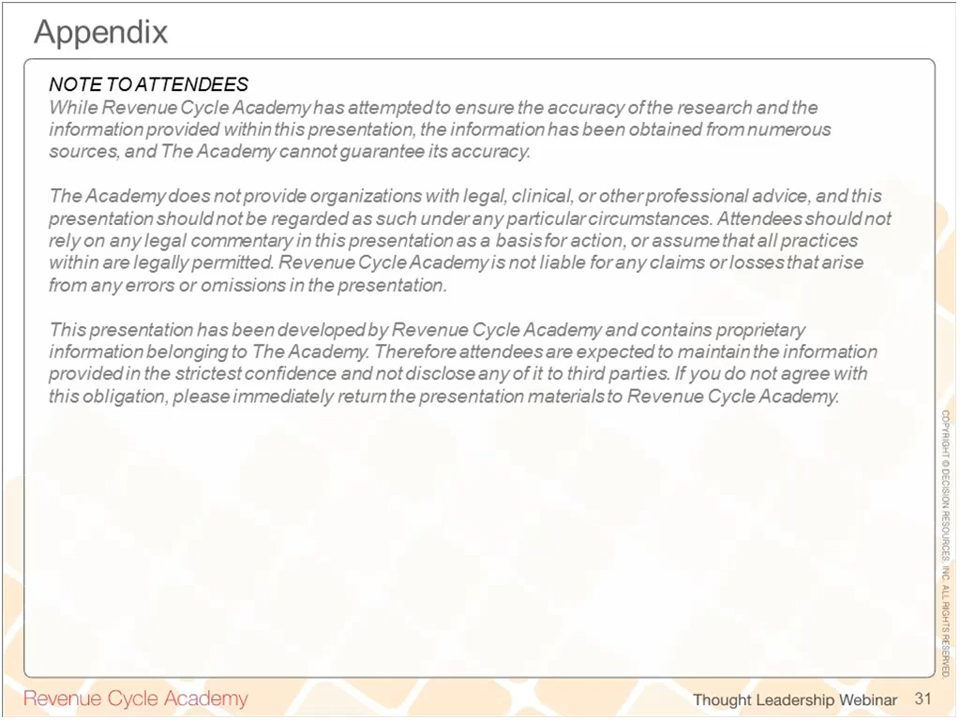 Appendix
NOTE TO ATTENDEES
While Revenue Cycle Academy has attempted to ensure the accuracy of the research and the
information provided within this presentation, the information has been obtained from numerous
sources, and The Academy cannot guarantee its accuracy.
The Academy does not provide organizations with legal, clinical, or other professional advice, and this
presentation should not be regarded as such under any particular circumstances. Attendees should not
rely on any legal commentary in this presentation as a basis for action, or assume that all practices
within are legally permitted. Revenue Cycle Academy is not liable for any claims or losses that arise
from any errors or omissions in the presentation.
This presentation has been developed by Revenue Cycle Academy and contains proprietary
information belonging to The Academy. Therefore attendees are expected to maintain the information
provided in the strictest confidence and not disclose any of it to third parties. If you do not agree with
this obligation, please immediately return the presentation materials to Revenue Cycle Academy.
COPYRIGHT © DECISION RESOURCES, INC. ALL RIGHTS RESERVED.
Revenue Cycle Academy
Thought Leadership Webinar 31